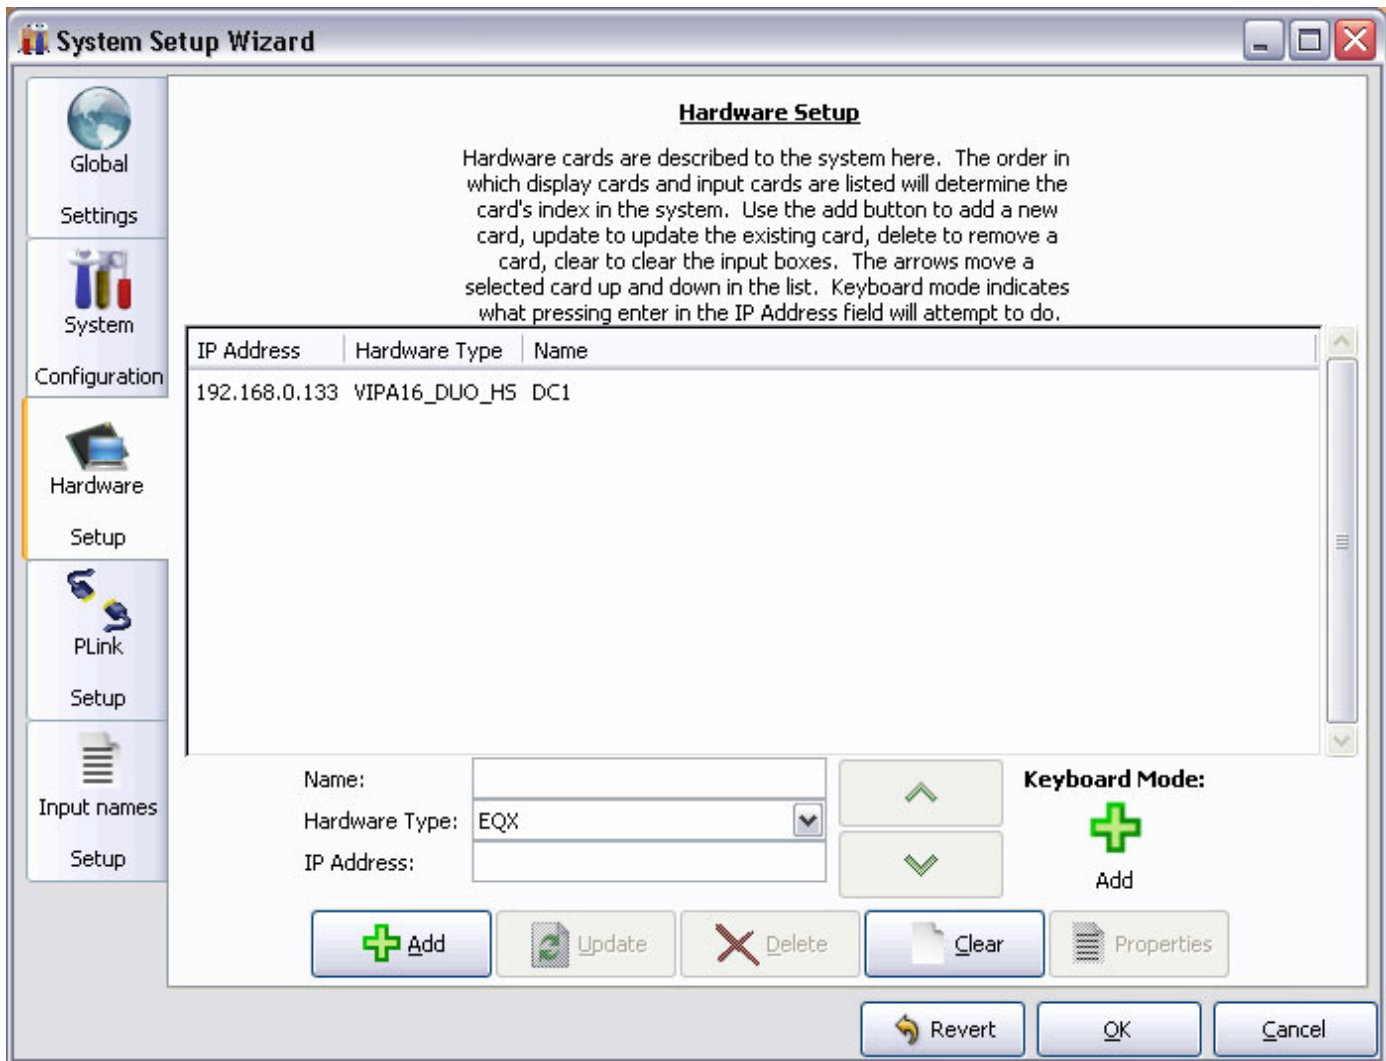 System Setup Wizard
Global
Settings
System
Configuration
Hardware
Setup
PLink
Setup
Input names
Setup
Hardware Setup
Hardware cards are described to the system here. The order in
which display cards and input cards are listed will determine the
card's index in the system. Use the add button to add a new
card, update to update the existing card, delete to remove a
card, clear to clear the input boxes. The arrows move a
selected card up and down in the list. Keyboard mode indicates
what pressing enter in the IP Address field will attempt to do.
IP Address Hardware Type Name
192.168.0.133 VIPA16_DUO_HS DC1
Name:
Hardware Type: EQX
IP Address:
Keyboard Mode:
Add
Add Update Delete Clear Properties
Revert OK Cancel